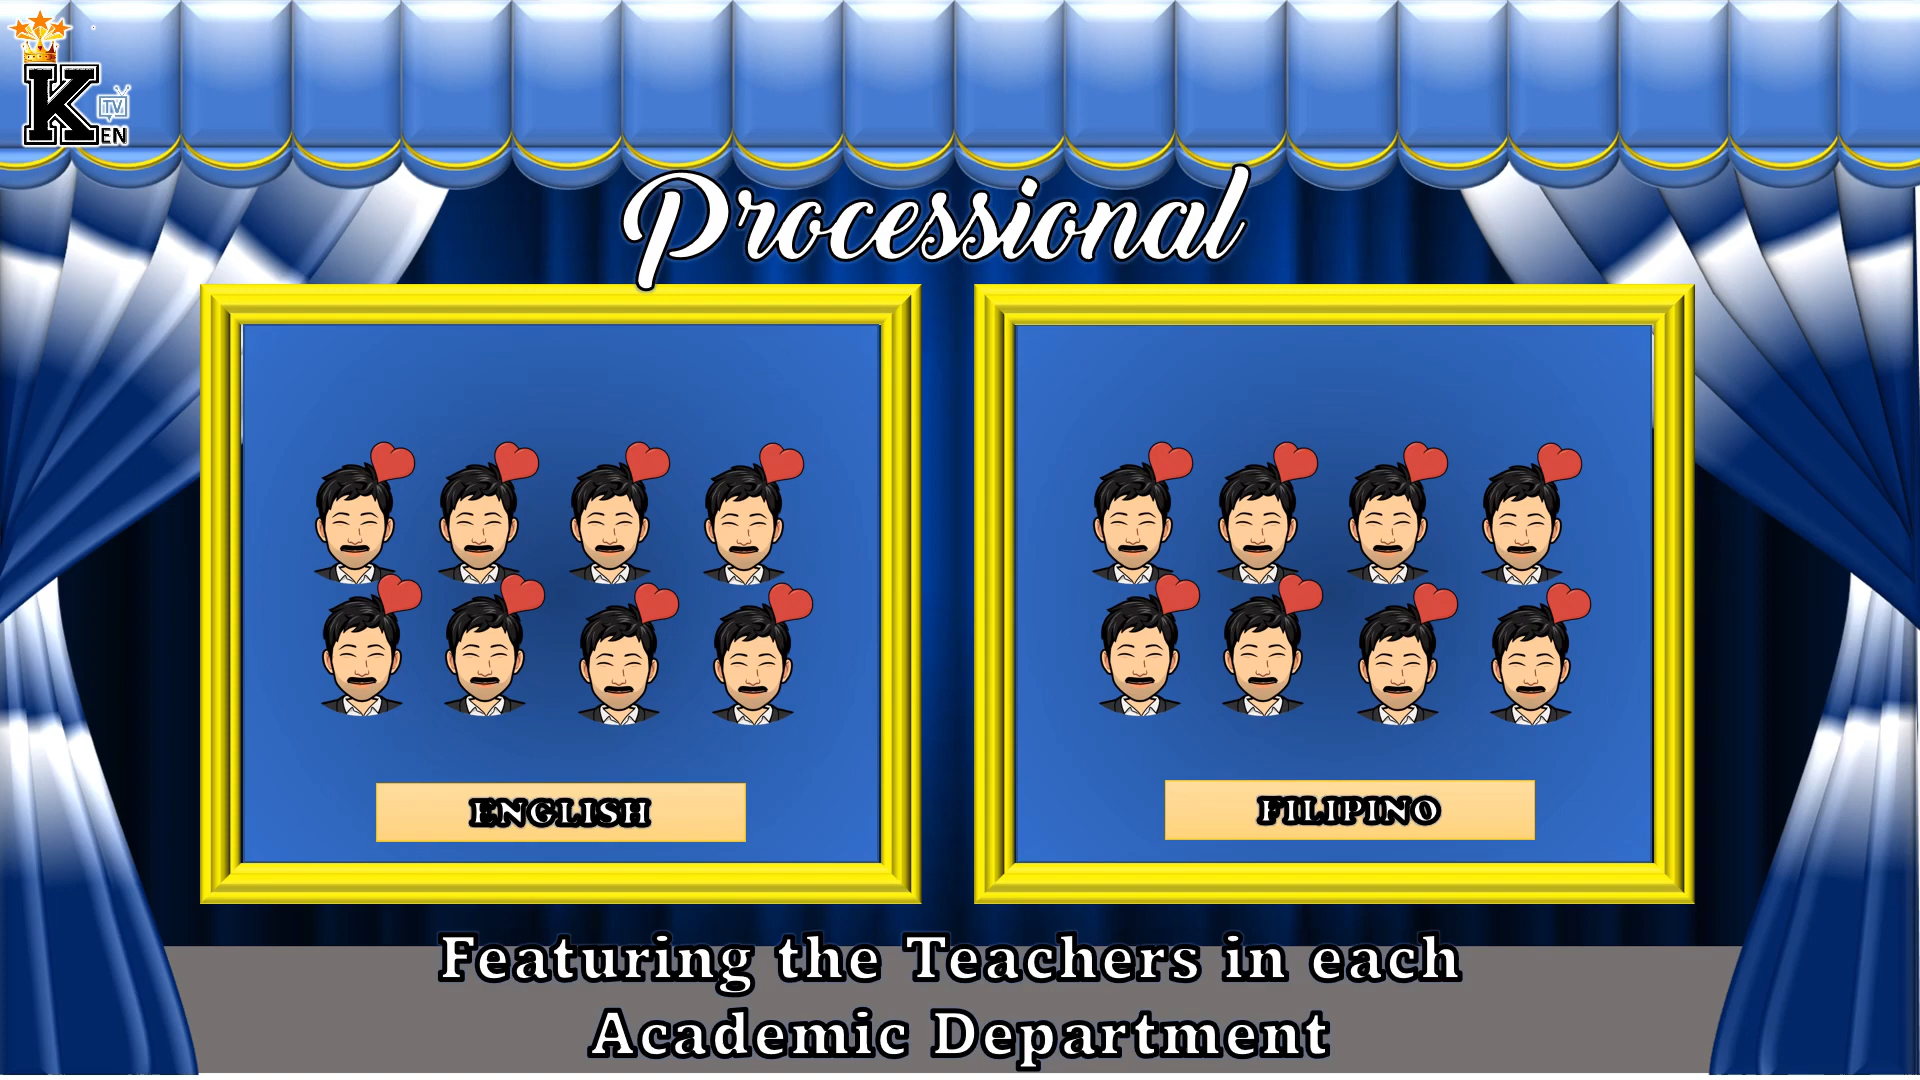 K
TV
EN
Processional
ENGLISH
FILIPINO
Featuring the Teachers in each
Academic Department